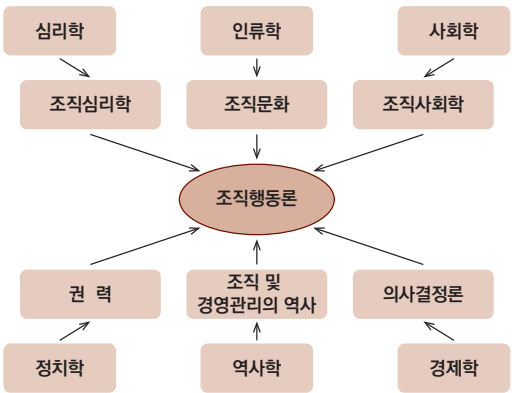 심리학
인류학
사회학
조직심리학
조직문화
조직사회학
조직행동론
권 력
조직 및
경영관리의 역사
의사결정론
정치학
역사학
경제학